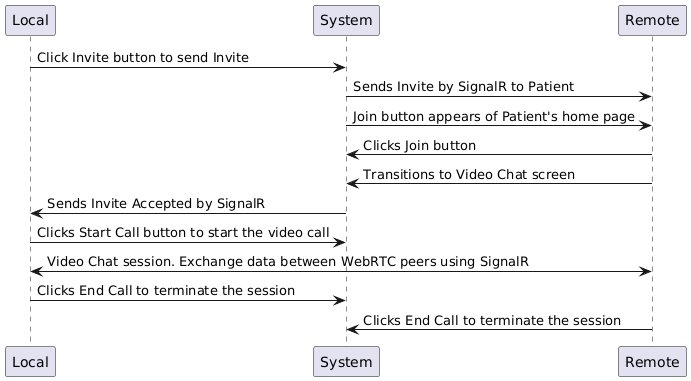 Local System Remote
Click Invite button to send Invite
Sends Invite by SignalR to Patient
Join button appears of Patient's home page
Clicks Join button
Transitions to Video Chat screen
Sends Invite Accepted by SignalR
Clicks Start Call button to start the video call
Video Chat session. Exchange data between WebRTC peers using SignalR
Clicks End Call to terminate the session
Clicks End Call to terminate the session
Local System Remote